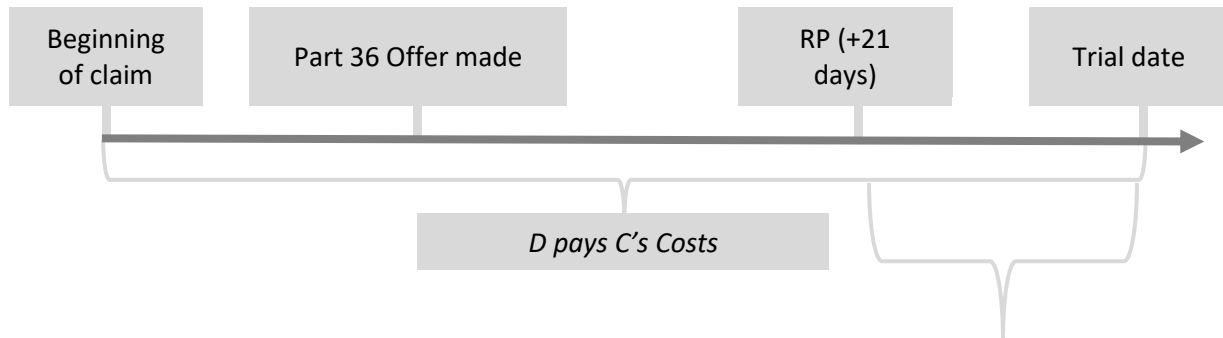 Beginning
of claim
Part 36 Offer made
RP (+21
days)
Trial date
D pays C’s Costs